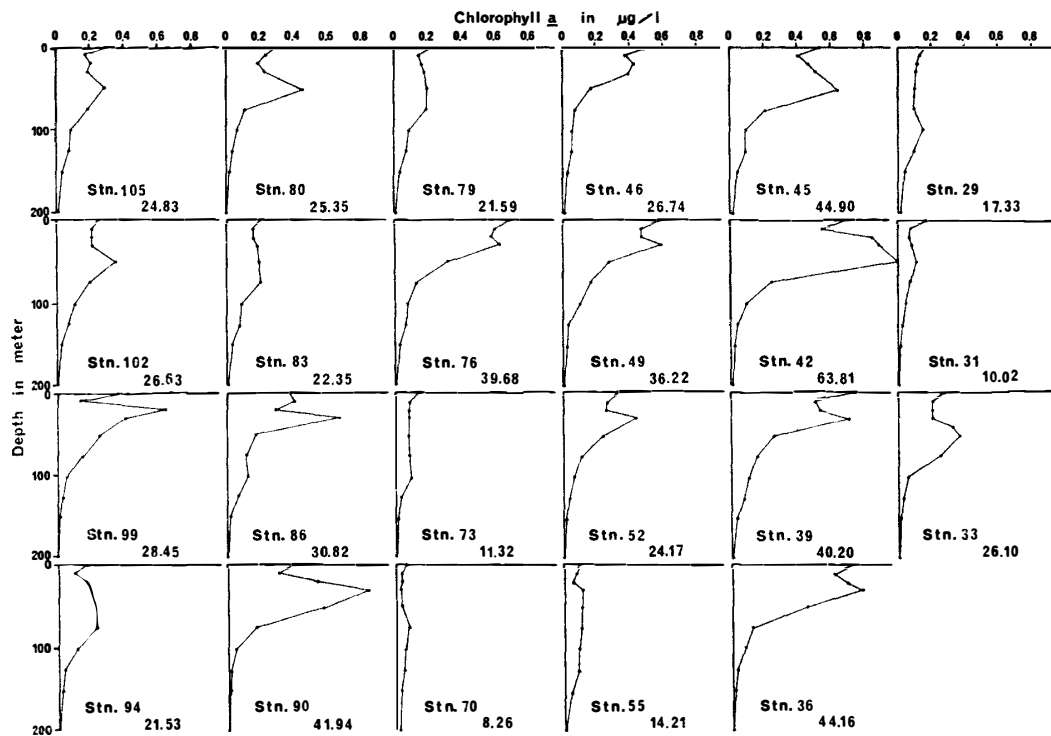 Chlorophyll a in µg/l
0 0.2 0.4 0.6 0.8 0 0.2 0.4 0.6 0.8 0 0.2 0.4 0.6 0.8 0 0.2 0.4 0.6 0.8 0 0.2 0.4 0.6 0.8 0 0.2 0.4 0.6 0.8
0
100
200
Stn. 105
24.83
Stn. 80
25.35
Stn. 79
21.59
Stn. 46
26.74
Stn. 45
44.90
Stn. 29
17.33
0
100
200
Stn. 102
26.63
Stn. 83
22.35
Stn. 76
39.68
Stn. 49
36.22
Stn. 42
63.81
Stn. 31
10.02
Depth in meter
0
100
200
Stn. 99
28.45
Stn. 86
30.82
Stn. 73
11.32
Stn. 52
24.17
Stn. 39
40.20
Stn. 33
26.10
0
100
200
Stn. 94
21.53
Stn. 90
41.94
Stn. 70
8.26
Stn. 55
14.21
Stn. 36
44.16